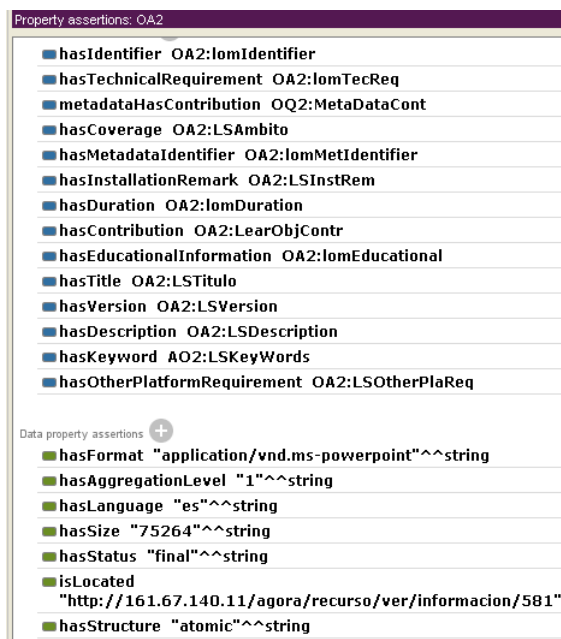 Property assertions: OA2
hasIdentifier OA2:lomIdentifier
hasTechnicalRequirement OA2:lomTecReq
metadataHasContribution OQ2:MetaDataCont
hasCoverage OA2:LSAmbito
hasMetadataIdentifier OA2:lomMetIdentifier
hasInstallationRemark OA2:LSInstRem
hasDuration OA2:lomDuration
hasContribution OA2:LearObjContr
hasEducationalInformation OA2:lomEducational
hasTitle OA2:LSTitulo
hasVersion OA2:LSVersion
hasDescription OA2:LSDescription
hasKeyword AO2:LSKeyWords
hasOtherPlatformRequirement OA2:LSOtherPlaReq
Data property assertions
hasFormat "application/vnd.ms-powerpoint"^^string
hasAggregationLevel "1"^^string
hasLanguage "es"^^string
hasSize "75264"^^string
hasStatus "final"^^string
isLocated
"http://161.67.140.11/agora/recurso/ver/informacion/581"
hasStructure "atomic"^^string